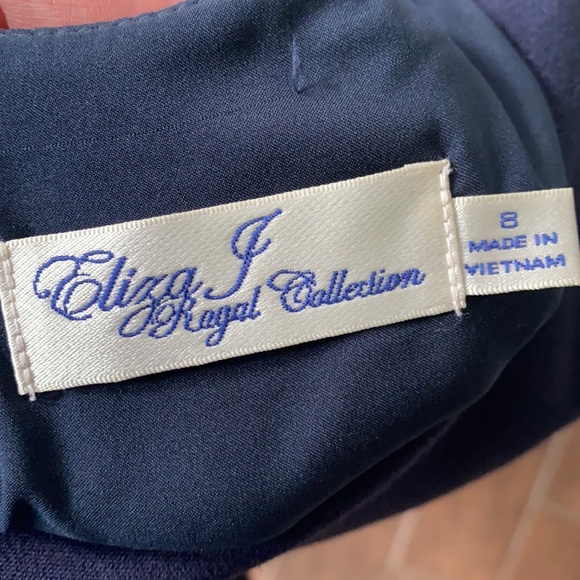 Eliza J
Royal Collection
8
MADE IN
VIETNAM